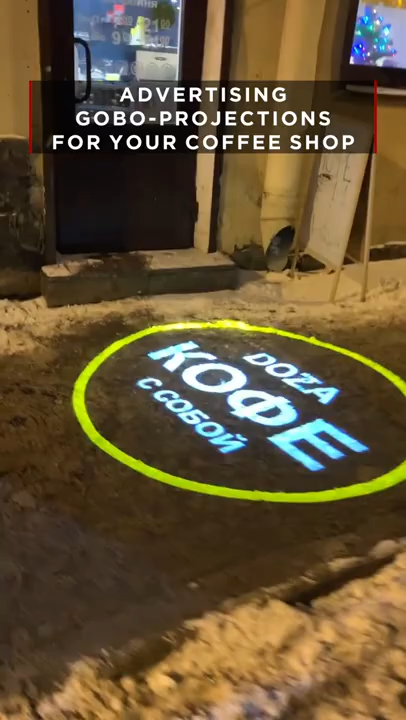 ADVERTISING
GOBO-PROJECTIONS
FOR YOUR COFFEE SHOP
DOZA
КОФЕ
С СОБОЙ